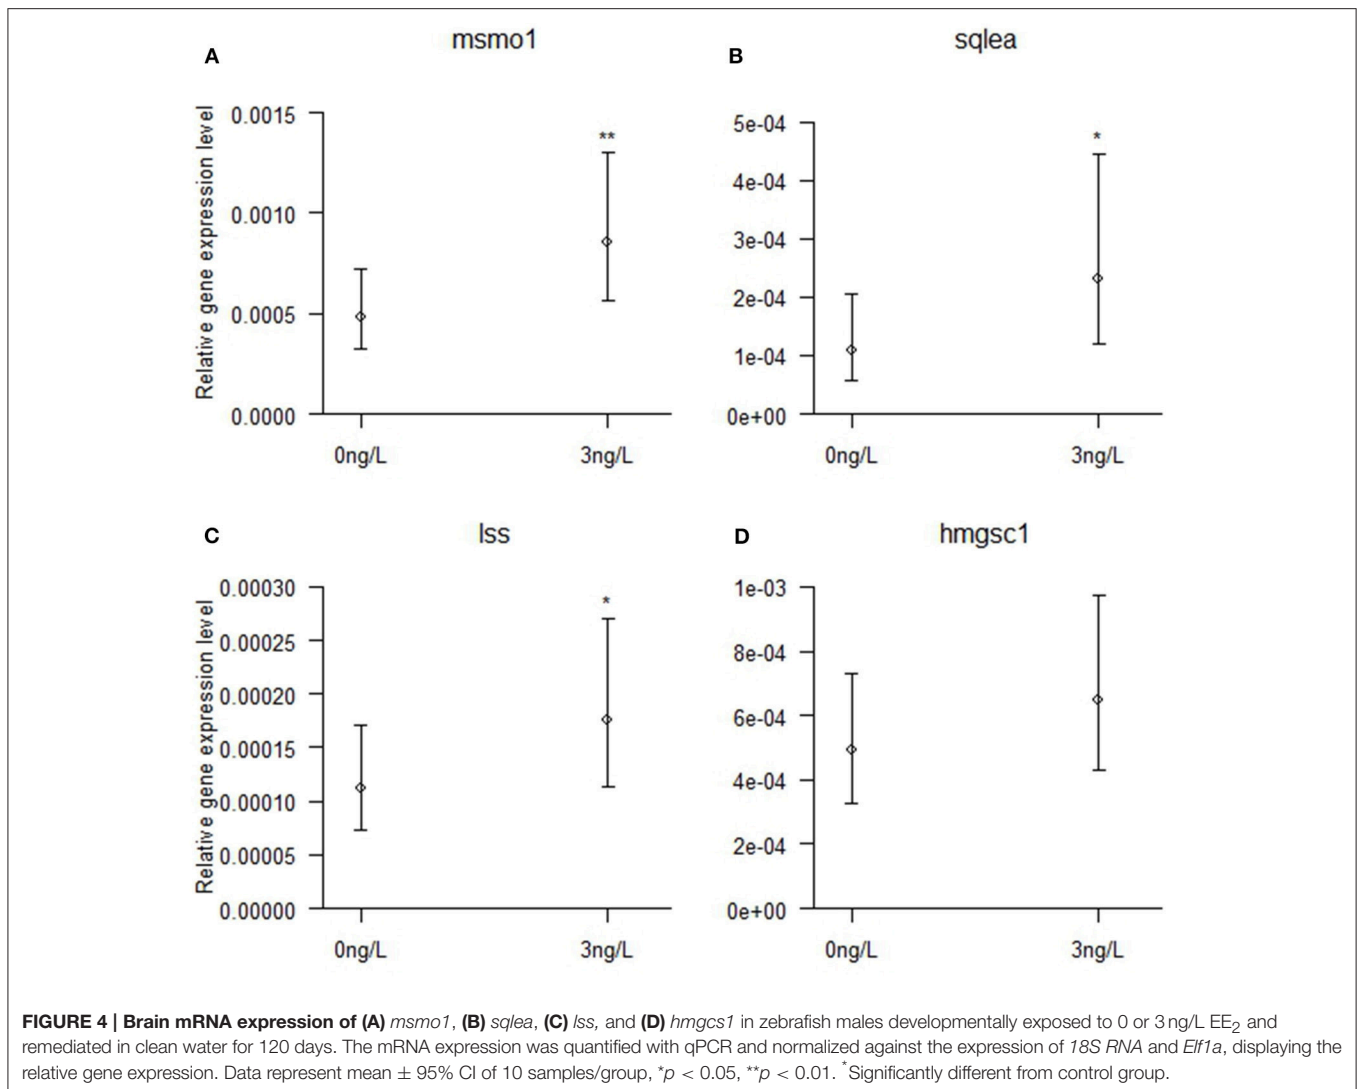 A
msmo1
Relative gene expression level
0.0015
0.0010
0.0005
0.0000
**
0ng/L
3ng/L
B
sqlea
5e-04
4e-04
3e-04
2e-04
1e-04
0e+00
*
0ng/L
3ng/L
C
lss
Relative gene expression level
0.00030
0.00025
0.00020
0.00015
0.00010
0.00005
0.00000
*
0ng/L
3ng/L
D
hmgsc1
1e-03
8e-04
6e-04
4e-04
2e-04
0e+00
0ng/L
3ng/L
FIGURE 4 | Brain mRNA expression of (A) msmo1, (B) sqlea, (C) lss, and (D) hmgcs1 in zebrafish males developmentally exposed to 0 or 3 ng/L EE₂ and
remediated in clean water for 120 days. The mRNA expression was quantified with qPCR and normalized against the expression of 18S RNA and Elf1a, displaying the
relative gene expression. Data represent mean ± 95% CI of 10 samples/group, *p < 0.05, **p < 0.01. *Significantly different from control group.